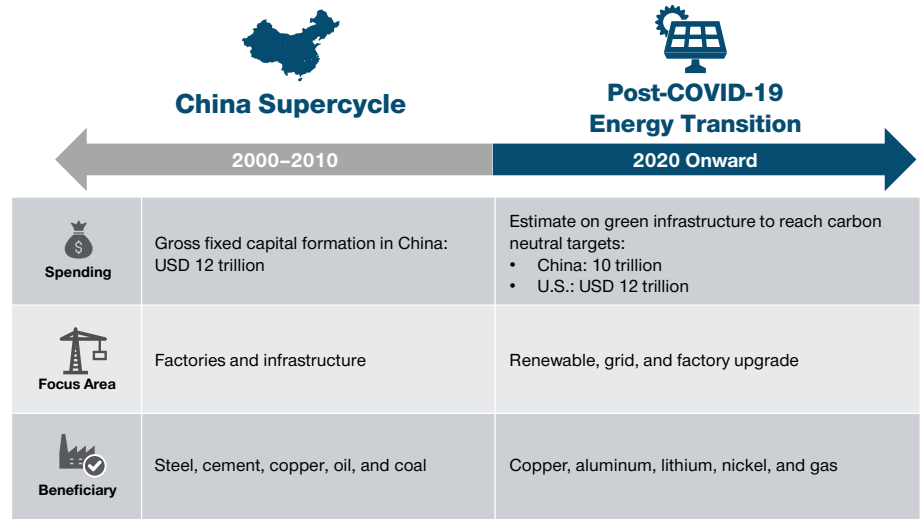 China Supercycle
Post-COVID-19
Energy Transition
2000–2010
2020 Onward
$
Spending
Gross fixed capital formation in China:
USD 12 trillion
Estimate on green infrastructure to reach carbon
neutral targets:
• China: 10 trillion
• U.S.: USD 12 trillion
Focus Area
Factories and infrastructure
Renewable, grid, and factory upgrade
Beneficiary
Steel, cement, copper, oil, and coal
Copper, aluminum, lithium, nickel, and gas